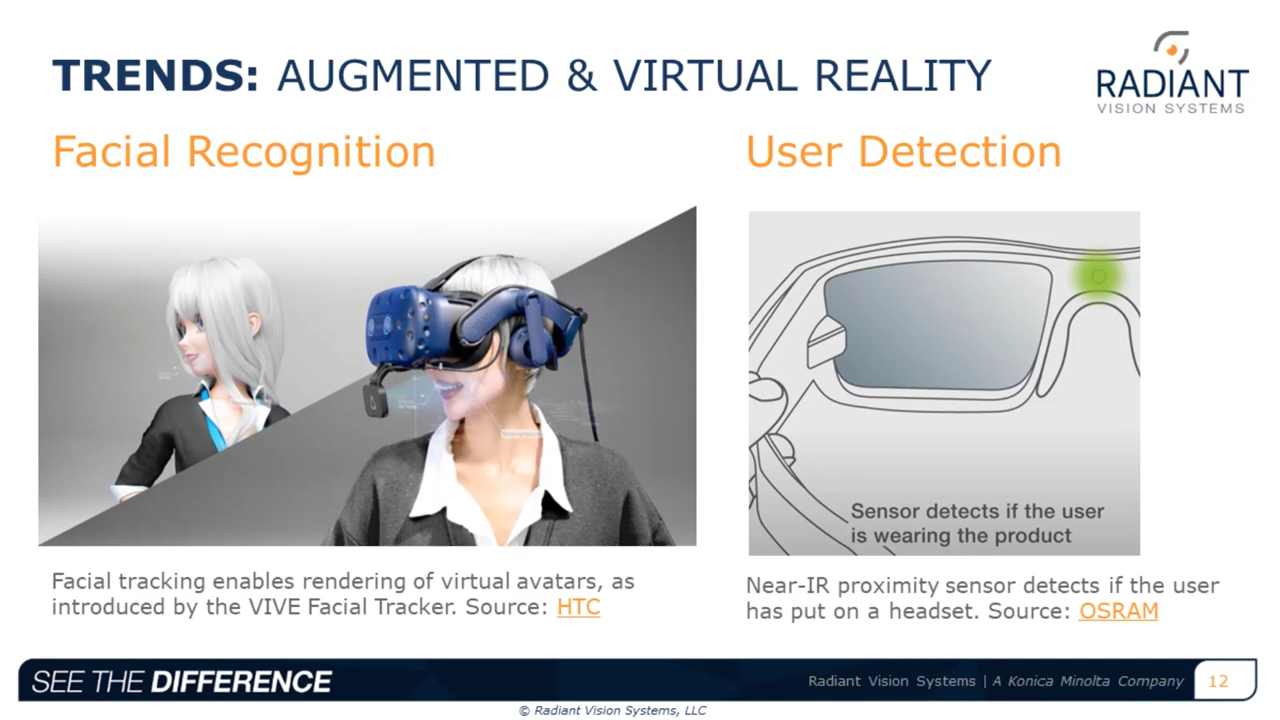 TRENDS: AUGMENTED & VIRTUAL REALITY
RADIANT
VISION SYSTEMS
Facial Recognition
User Detection
Sensor detects if the user
is wearing the product
Facial tracking enables rendering of virtual avatars, as
introduced by the VIVE Facial Tracker. Source: HTC
Near-IR proximity sensor detects if the user
has put on a headset. Source: OSRAM
SEE THE DIFFERENCE
Radiant Vision Systems | A Konica Minolta Company
12
© Radiant Vision Systems, LLC